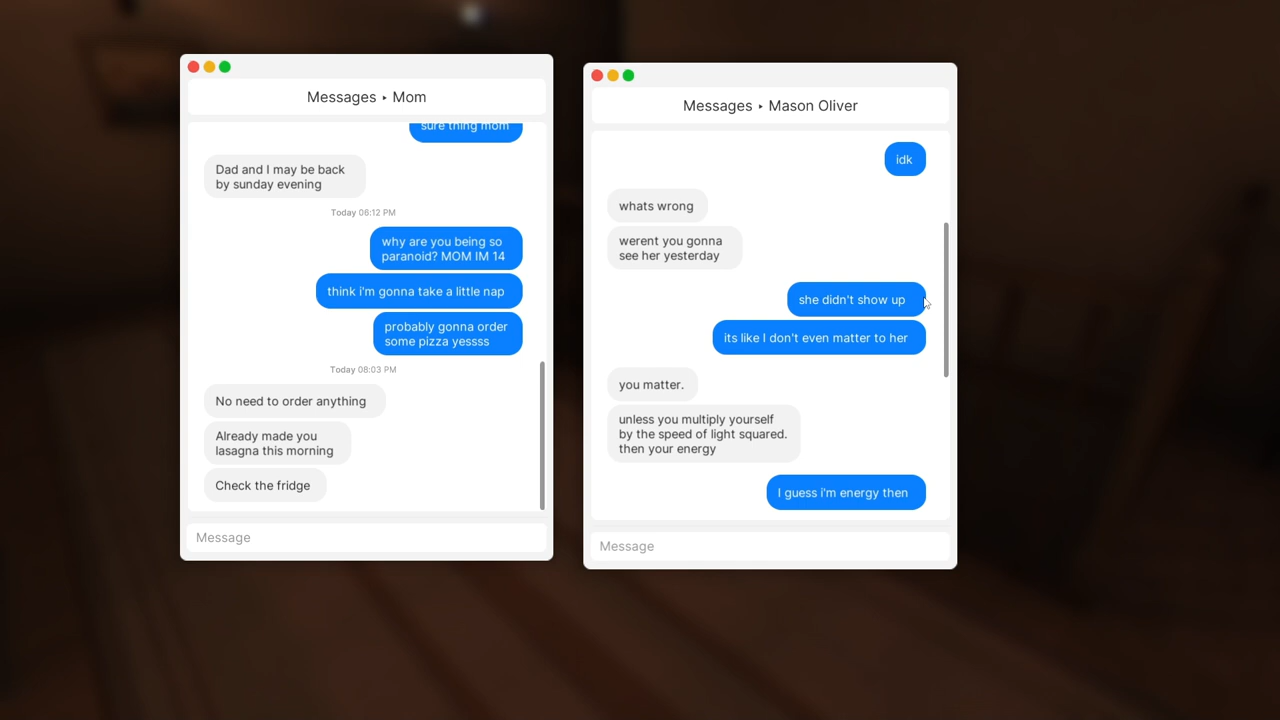 Messages ‣ Mom
sure thing mom
Dad and I may be back
by sunday evening
Today 06:12 PM
why are you being so
paranoid? MOM IM 14
think i'm gonna take a little nap
probably gonna order
some pizza yessss
Today 08:03 PM
No need to order anything
Already made you
lasagna this morning
Check the fridge
Message
Messages ‣ Mason Oliver
idk
whats wrong
werent you gonna
see her yesterday
she didn't show up
its like I don't even matter to her
you matter.
unless you multiply yourself
by the speed of light squared.
then your energy
I guess i'm energy then
Message